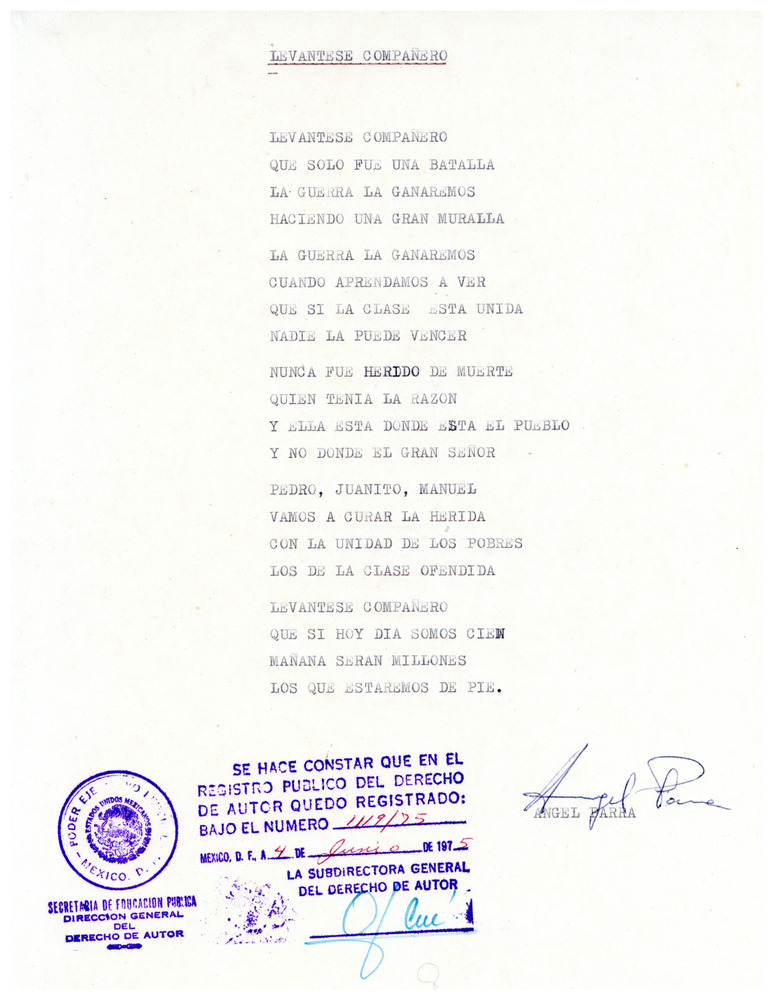 LEVANTESE COMPAÑERO
LEVANTESE COMPAÑERO
QUE SOLO FUE UNA BATALLA
LA GUERRA LA GANAREMOS
HACIENDO UNA GRAN MURALLA
LA GUERRA LA GANAREMOS
CUANDO APRENDAMOS A VER
QUE SI LA CLASE ESTA UNIDA
NADIE LA PUEDE VENCER
NUNCA FUE HERIDO DE MUERTE
QUIEN TENIA LA RAZON
Y ELLA ESTA DONDE ESTA EL PUEBLO
Y NO DONDE EL GRAN SEÑOR
PEDRO, JUANITO, MANUEL
VAMOS A CURAR LA HERIDA
CON LA UNIDAD DE LOS POBRES
LOS DE LA CLASE OFENDIDA
LEVANTESE COMPAÑERO
QUE SI HOY DIA SOMOS CIEN
MAÑANA SERAN MILLONES
LOS QUE ESTAREMOS DE PIE.
Angel Parra
ANGEL PARRA
SE HACE CONSTAR QUE EN EL
REGISTRO PUBLICO DEL DERECHO
DE AUTOR QUEDO REGISTRADO:
BAJO EL NUMERO 1119/75
MEXICO, D. F., A 4 DE Junio DE 1975
LA SUBDIRECTORA GENERAL
DEL DERECHO DE AUTOR
PODER EJE
ESTADOS UNIDOS MEXICANOS
MEXICO, D.
SECRETARIA DE EDUCACION PUBLICA
DIRECCION GENERAL
DEL
DERECHO DE AUTOR